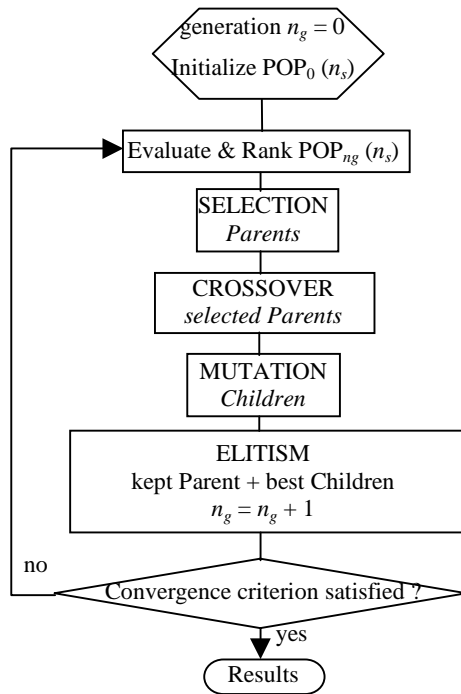 generation n_g = 0
Initialize POP_0 (n_s)
Evaluate & Rank POP_ng (n_s)
SELECTION
Parents
CROSSOVER
selected Parents
MUTATION
Children
ELITISM
kept Parent + best Children
n_g = n_g + 1
no
Convergence criterion satisfied ?
yes
Results